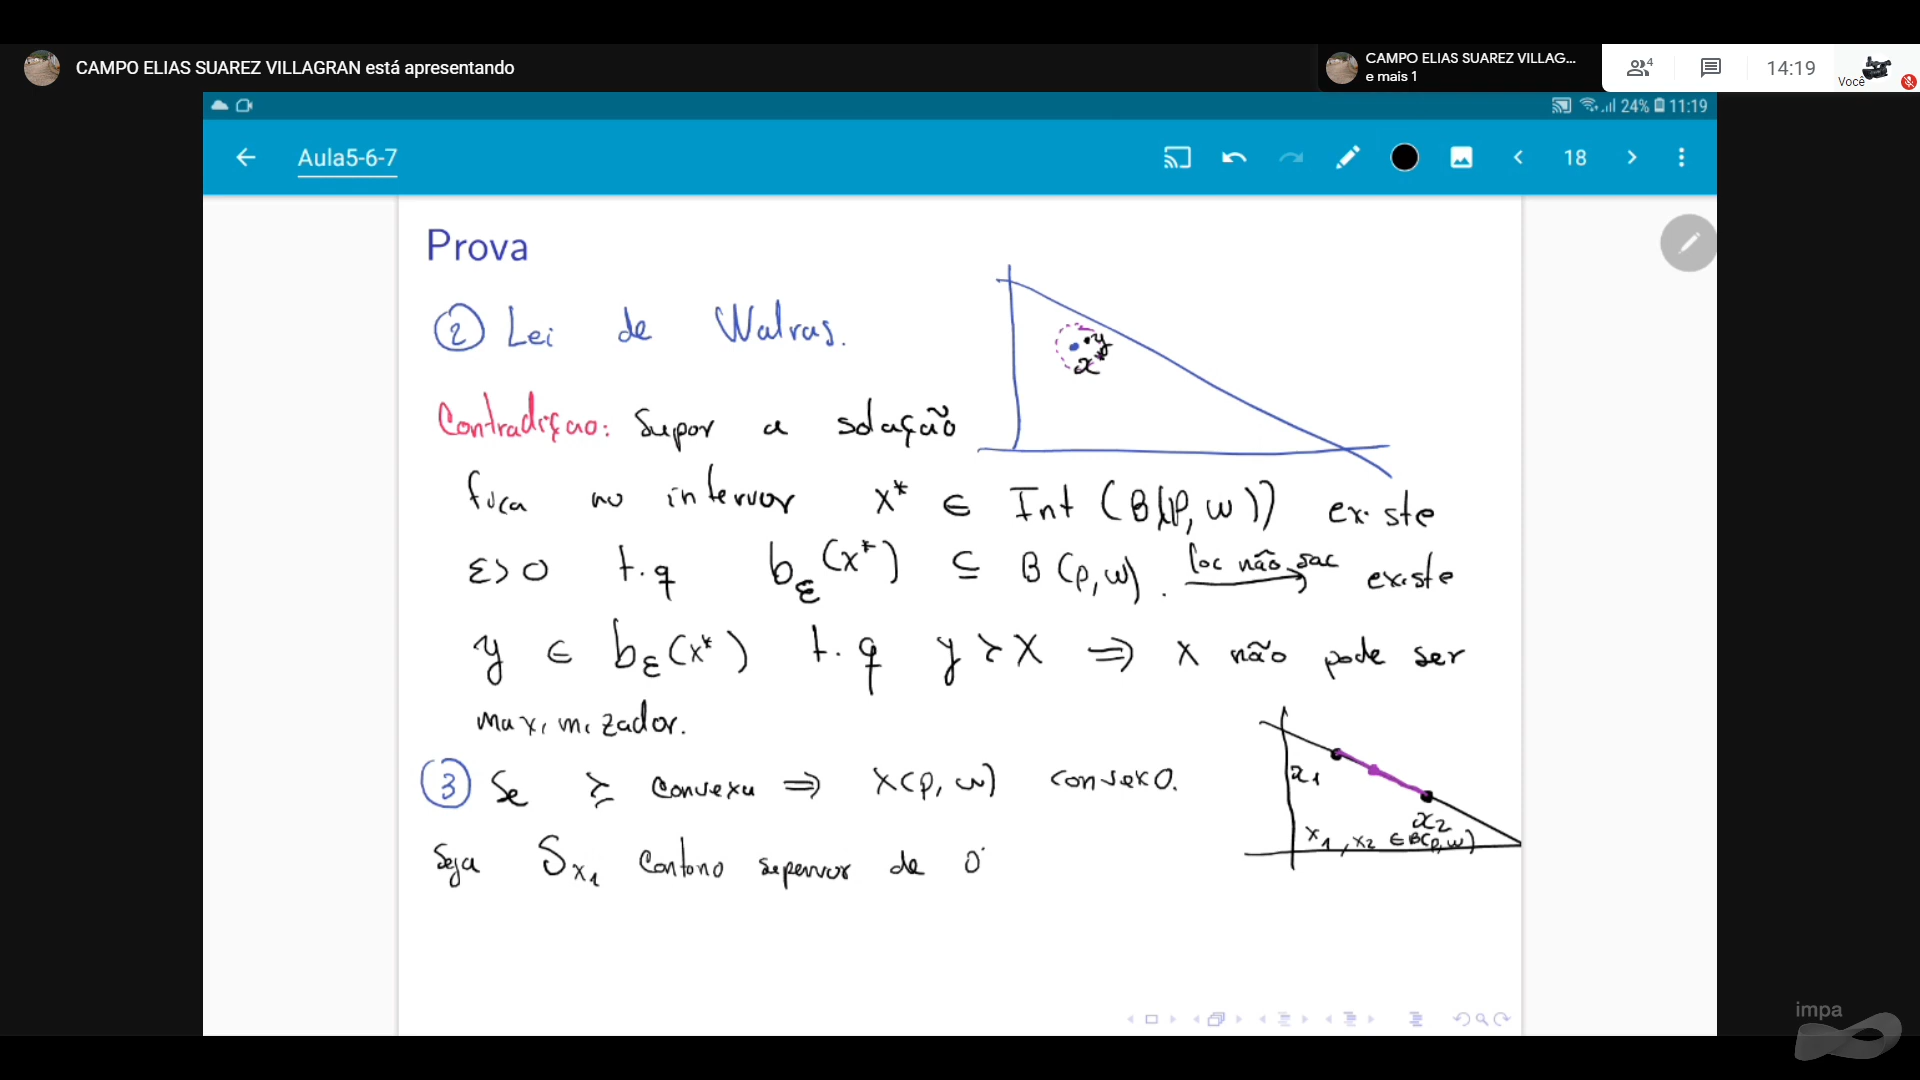 CAMPO ELIAS SUAREZ VILLAGRAN está apresentando
CAMPO ELIAS SUAREZ VILLAG...
e mais 1
4
14:19
Você
24% 11:19
Aula5-6-7
18
Prova
② Lei de Walras.
y
x*
Contradiçao: Supor a solução
fica no interior x* ∈ Int (B(P, w)) existe
ε>0 t.q b_ε(x*) ⊆ B(p,w). loc não sac → existe
y ∈ b_ε(x*) t.q y ≻ x ⇒ x não pode ser
maximizador.
③ Se ≽ convexa ⇒ X(p, w) convexo.
x1
x2
x1, x2 ∈ B(p,w)
Seja S_x1 Contorno superior de
impa